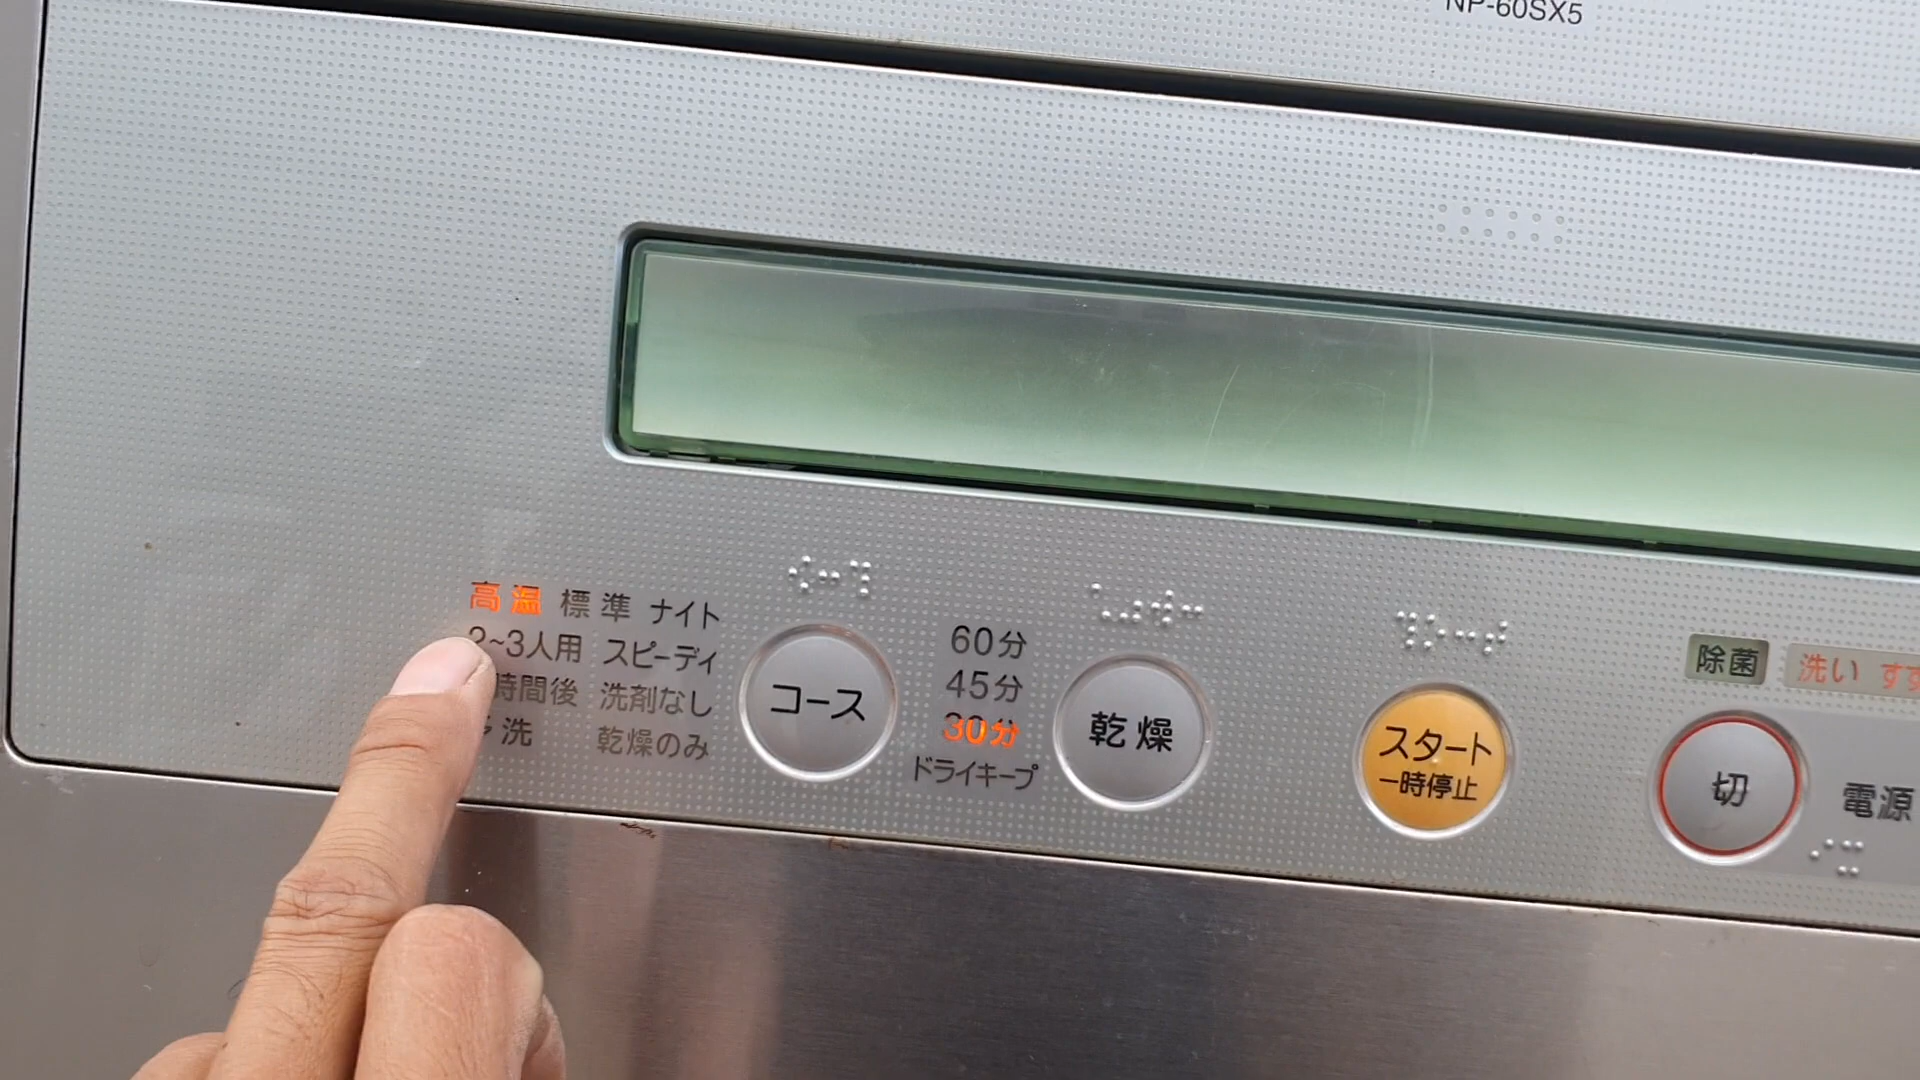 NP-60SX5
高温 標準 ナイト
2~3人用 スピーディ
時間後 洗剤なし
洗 乾燥のみ
コース
60分
45分
30分
ドライキープ
乾燥
スタート
一時停止
除菌
洗い
切
電源